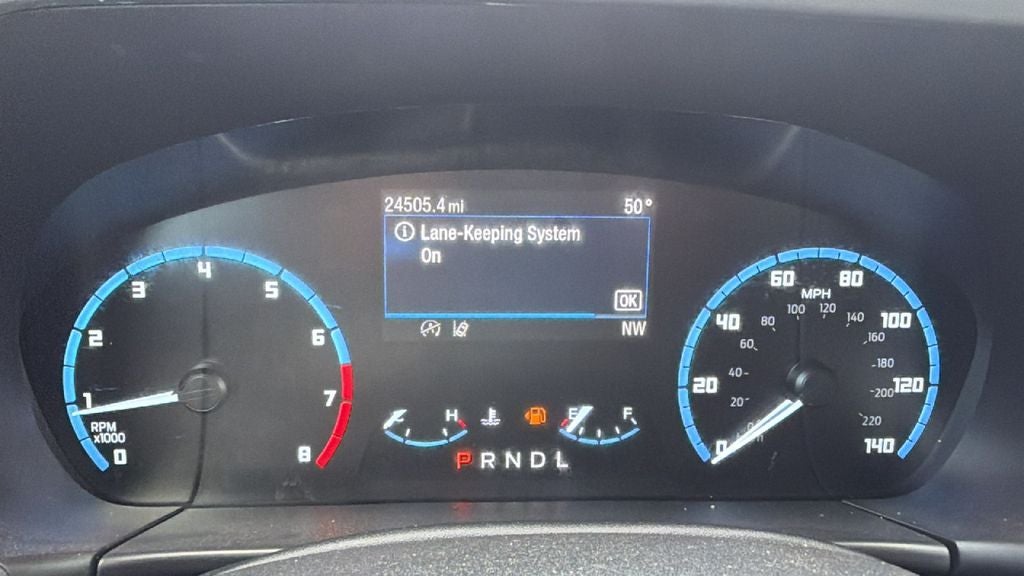 24505.4 mi 50°
Lane-Keeping System
On
OK
NW
0 1 2 3 4 5 6 7 8
RPM
x1000
C H
E F
P R N D L
0 20 40 60 80 100 120 140
MPH
20 40 60 80 100 120 140 160 180 200 220